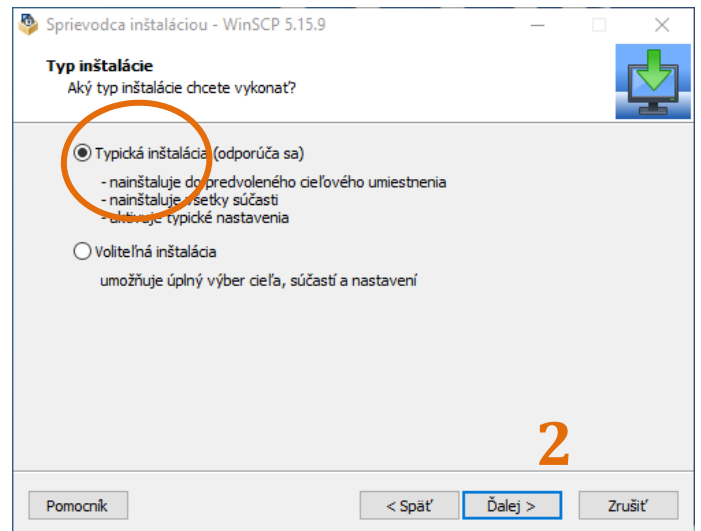 Sprievodca inštaláciou - WinSCP 5.15.9
Typ inštalácie
Aký typ inštalácie chcete vykonať?
Typická inštalácia (odporúča sa)
- nainštaluje do predvoleného cieľového umiestnenia
- nainštaluje všetky súčasti
- aktivuje typické nastavenia
Voliteľná inštalácia
umožňuje úplný výber cieľa, súčastí a nastavení
2
Pomocník < Späť Ďalej > Zrušiť